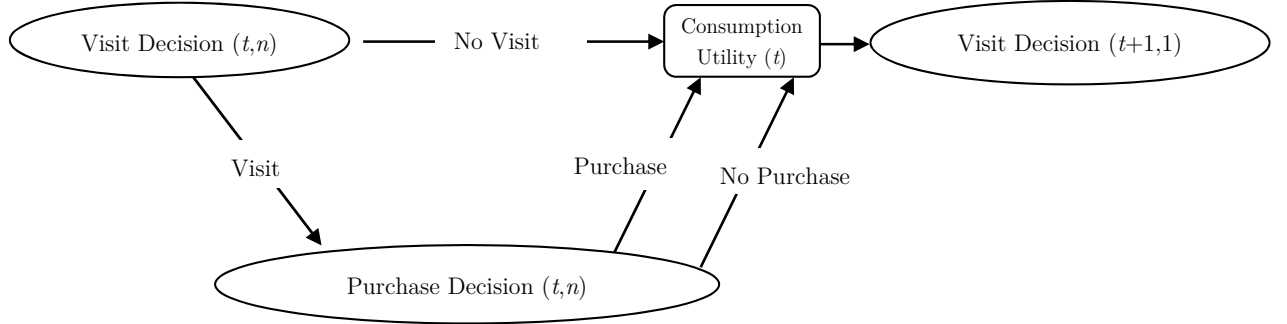 Visit Decision (t,n)
No Visit
Consumption
Utility (t)
Visit Decision (t+1,1)
Visit
Purchase
No Purchase
Purchase Decision (t,n)